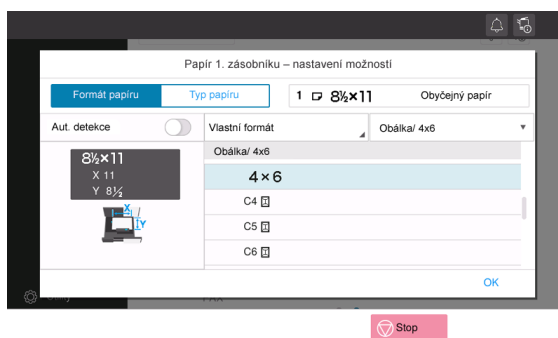 Papír 1. zásobníku – nastavení možností
Formát papíru
Typ papíru
1 8½×11 Obyčejný papír
Aut. detekce
Vlastní formát
Obálka/ 4x6
8½×11
X 11
Y 8½
X
Y
Obálka/ 4x6
4×6
C4
C5
C6
OK
Stop